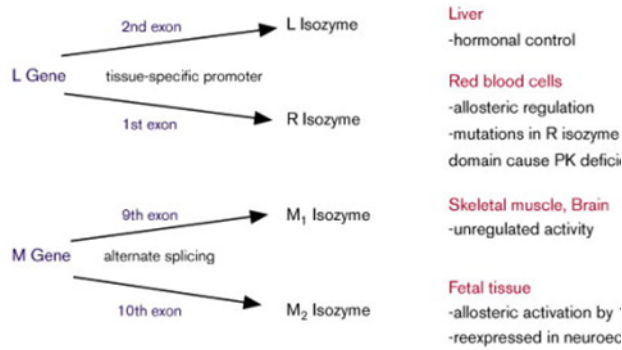 2nd exon
L Isozyme
Liver
-hormonal control
L Gene
tissue-specific promoter
1st exon
R Isozyme
Red blood cells
-allosteric regulation
-mutations in R isozyme
domain cause PK
9th exon
M1 Isozyme
Skeletal muscle, Brain
-unregulated activity
M Gene
alternate splicing
10th exon
M2 Isozyme
Fetal tissue
-allosteric activation by
-reexpressed in